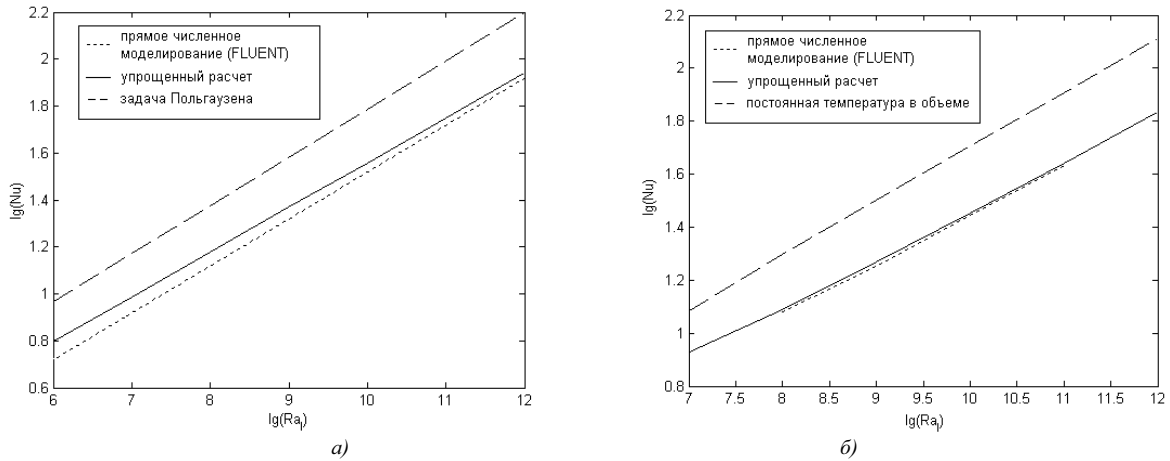 2.2
2
1.8
1.6
1.4
1.2
1
0.8
0.6
lg(Nu)
прямое численное
моделирование (FLUENT)
упрощенный расчет
задача Польгаузена
6 7 8 9 10 11 12
lg(Ra_l)
а)
2.2
2
1.8
1.6
1.4
1.2
1
0.8
lg(Nu)
прямое численное
моделирование (FLUENT)
упрощенный расчет
постоянная температура в объеме
7 7.5 8 8.5 9 9.5 10 10.5 11 11.5 12
lg(Ra_l)
б)